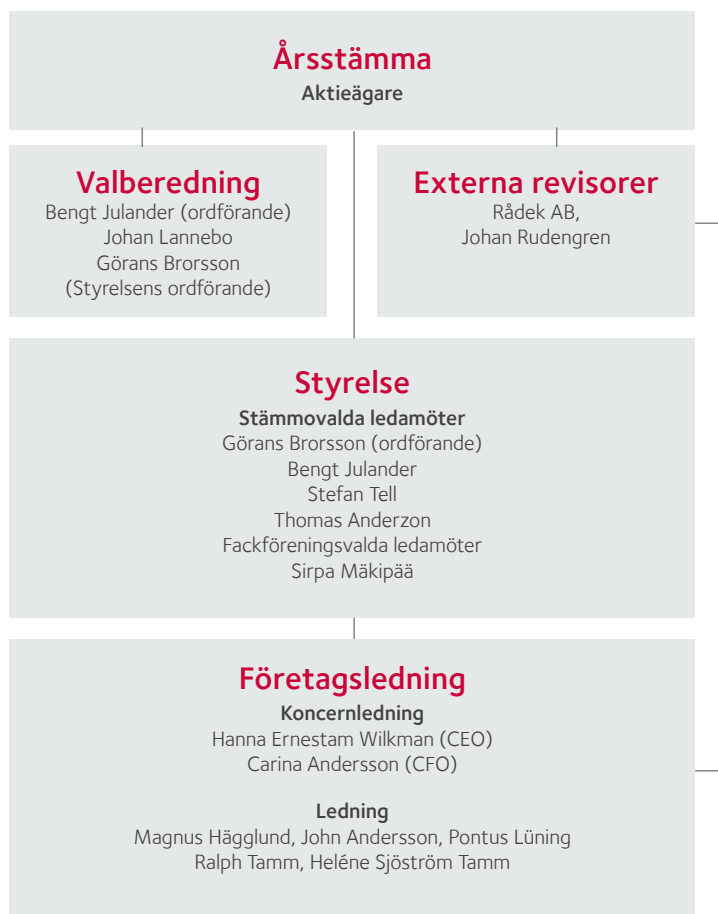 Årsstämma
Aktieägare
Valberedning
Bengt Julander (ordförande)
Johan Lannebo
Görans Brorsson
(Styrelsens ordförande)
Externa revisorer
Rådek AB,
Johan Rudengren
Styrelse
Stämmovalda ledamöter
Görans Brorsson (ordförande)
Bengt Julander
Stefan Tell
Thomas Anderzon
Fackföreningsvalda ledamöter
Sirpa Mäkipää
Företagsledning
Koncernledning
Hanna Ernestam Wilkman (CEO)
Carina Andersson (CFO)
Ledning
Magnus Hägglund, John Andersson, Pontus Lüning
Ralph Tamm, Heléne Sjöström Tamm